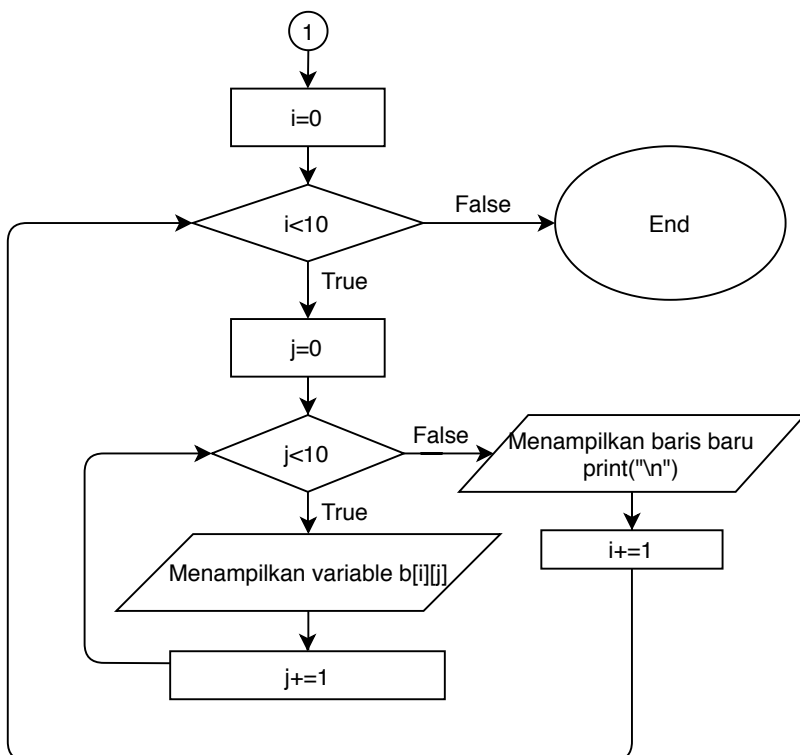 1
i=0
i<10
False
End
True
j=0
j<10
False
Menampilkan baris baru
print("\n")
True
i+=1
Menampilkan variable b[i][j]
j+=1